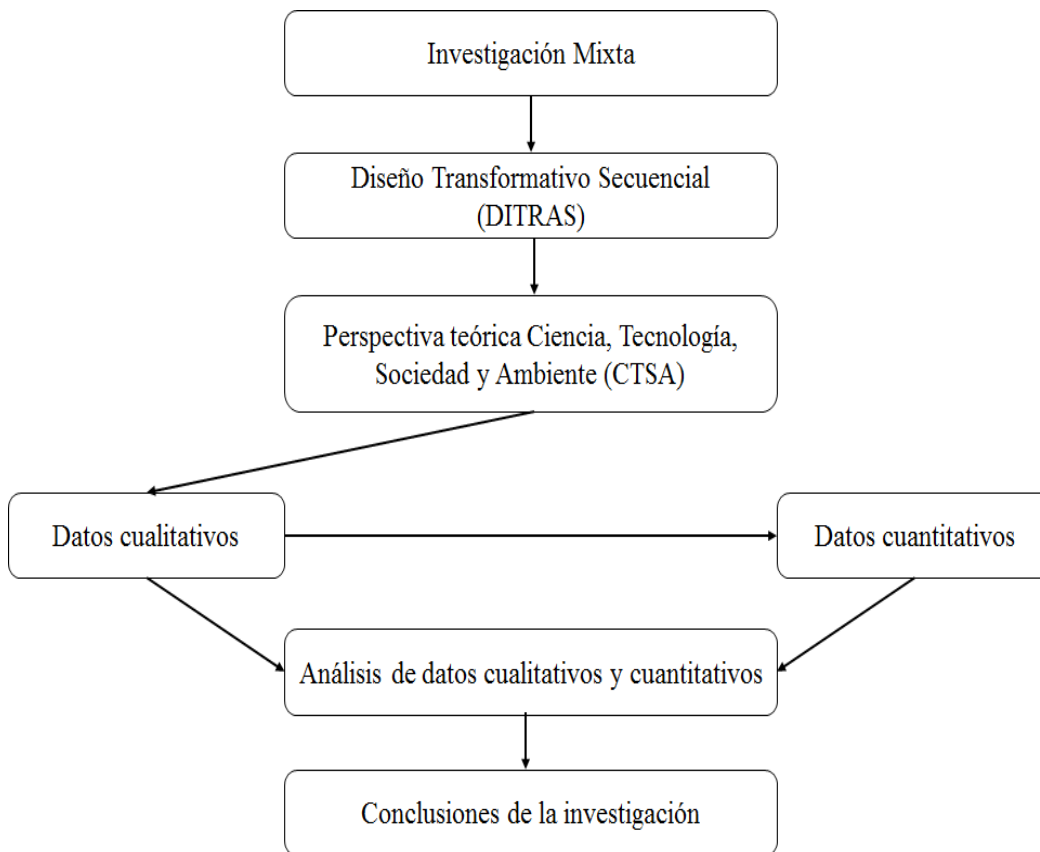 Investigación Mixta
Diseño Transformativo Secuencial
(DITRAS)
Perspectiva teórica Ciencia, Tecnología,
Sociedad y Ambiente (CTSA)
Datos cualitativos
Datos cuantitativos
Análisis de datos cualitativos y cuantitativos
Conclusiones de la investigación